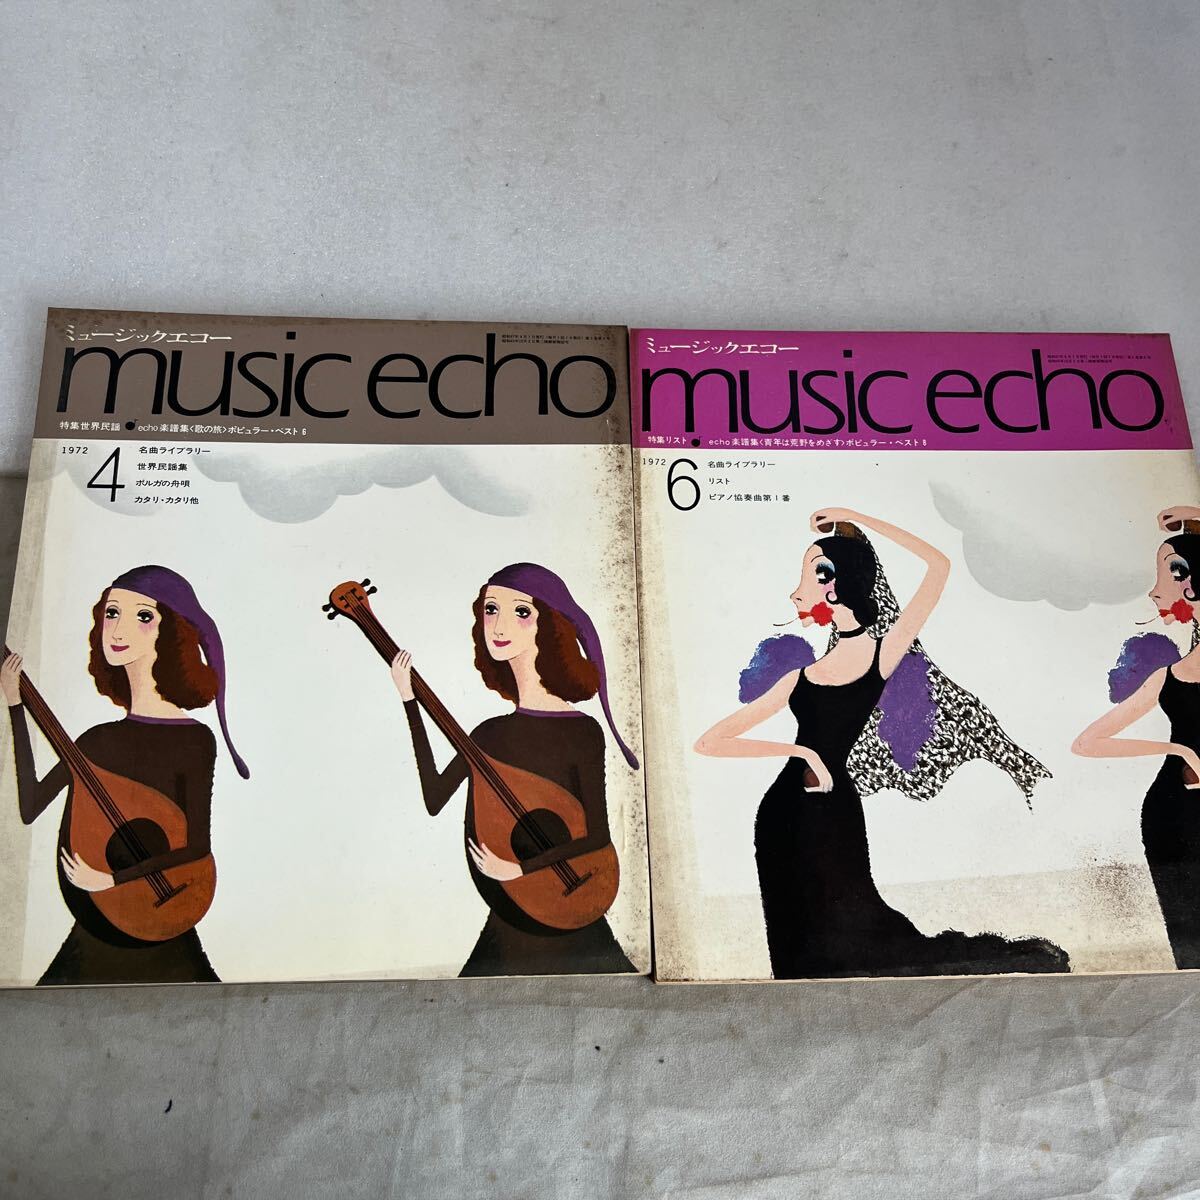 ミュージックエコー
music echo
特集世界民謡 echo楽譜集〈歌の旅〉ポピュラー・ベスト6
1972
4
名曲ライブラリー
世界民謡集
ボルガの舟唄
カタリ・カタリ他
ミュージックエコー
music echo
特集リスト echo楽譜集〈青年は荒野をめざす〉ポピュラー・ベスト8
1972
6
名曲ライブラリー
リスト
ピアノ協奏曲第1番